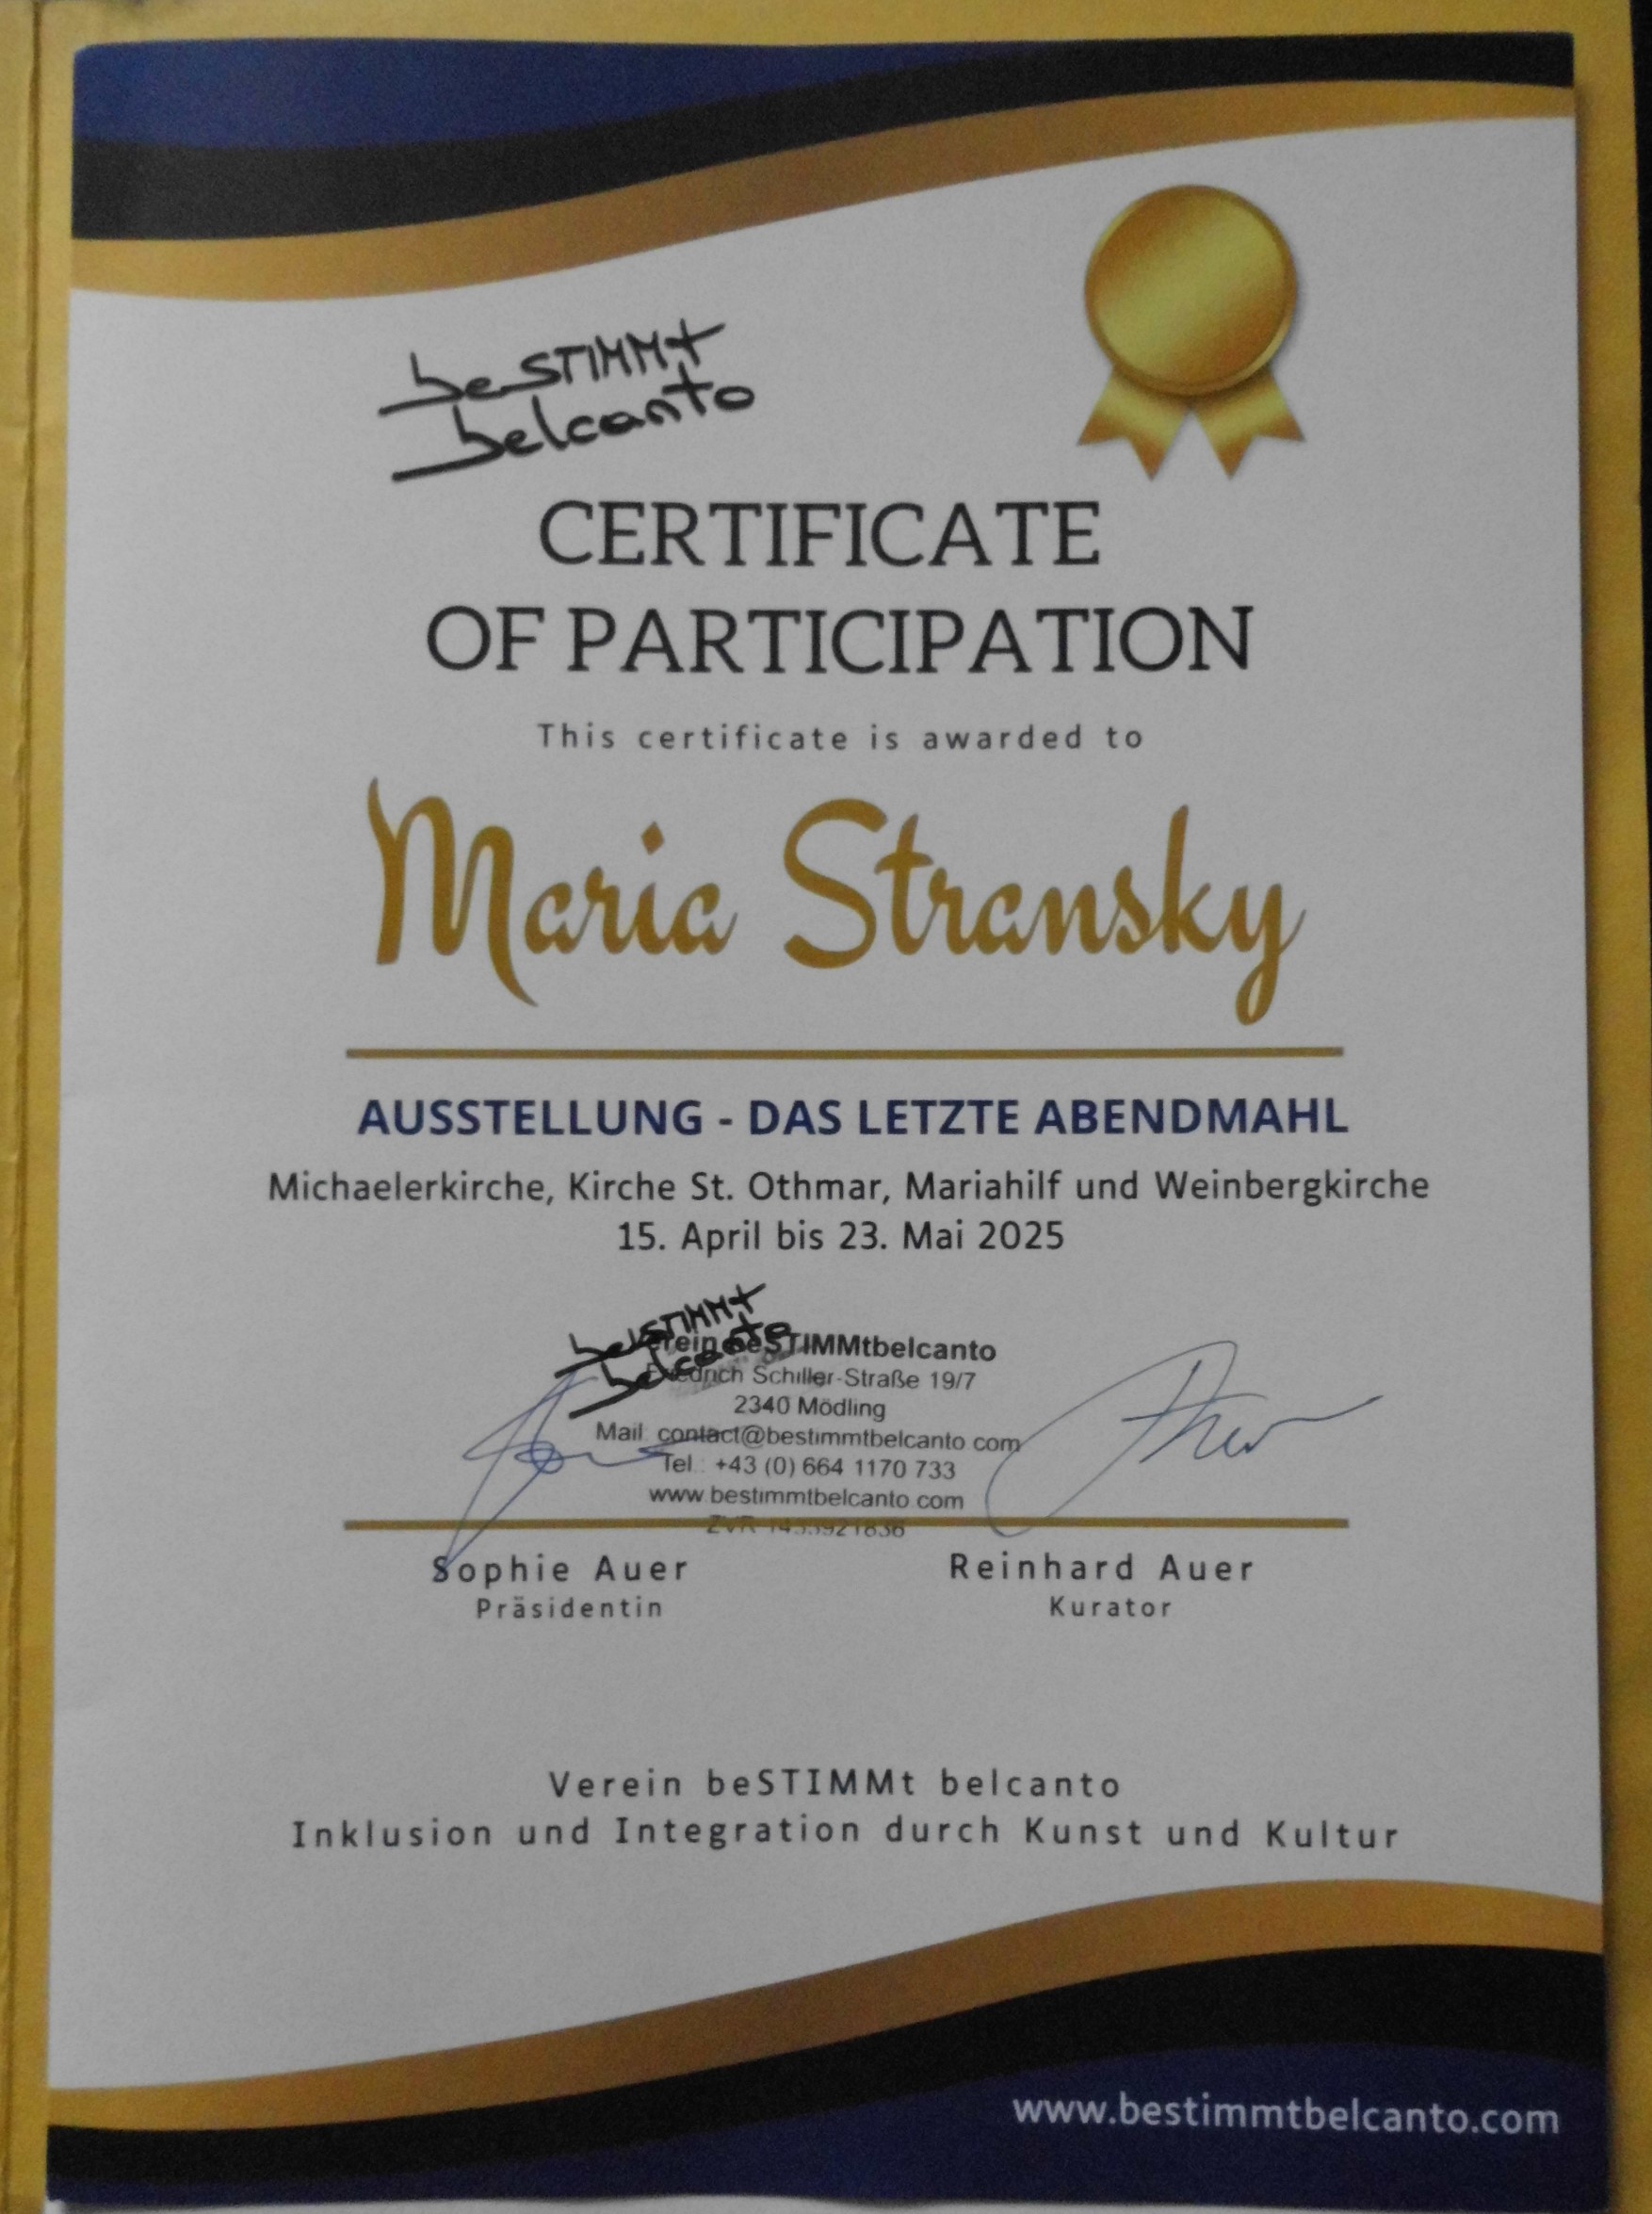 beSTIMMt
belcanto
CERTIFICATE
OF PARTICIPATION
This certificate is awarded to
Maria Stransky
AUSSTELLUNG - DAS LETZTE ABENDMAHL
Michaelerkirche, Kirche St. Othmar, Mariahilf und Weinbergkirche
15. April bis 23. Mai 2025
beSTIMMt
belcanto
Verein beSTIMMtbelcanto
Friedrich Schiller-Straße 19/7
2340 Mödling
Mail: contact@bestimmtbelcanto.com
Tel.: +43 (0) 664 1170 733
www.bestimmtbelcanto.com
ZVR
Sophie Auer
Präsidentin
Reinhard Auer
Kurator
Verein beSTIMMt belcanto
Inklusion und Integration durch Kunst und Kultur
www.bestimmtbelcanto.com